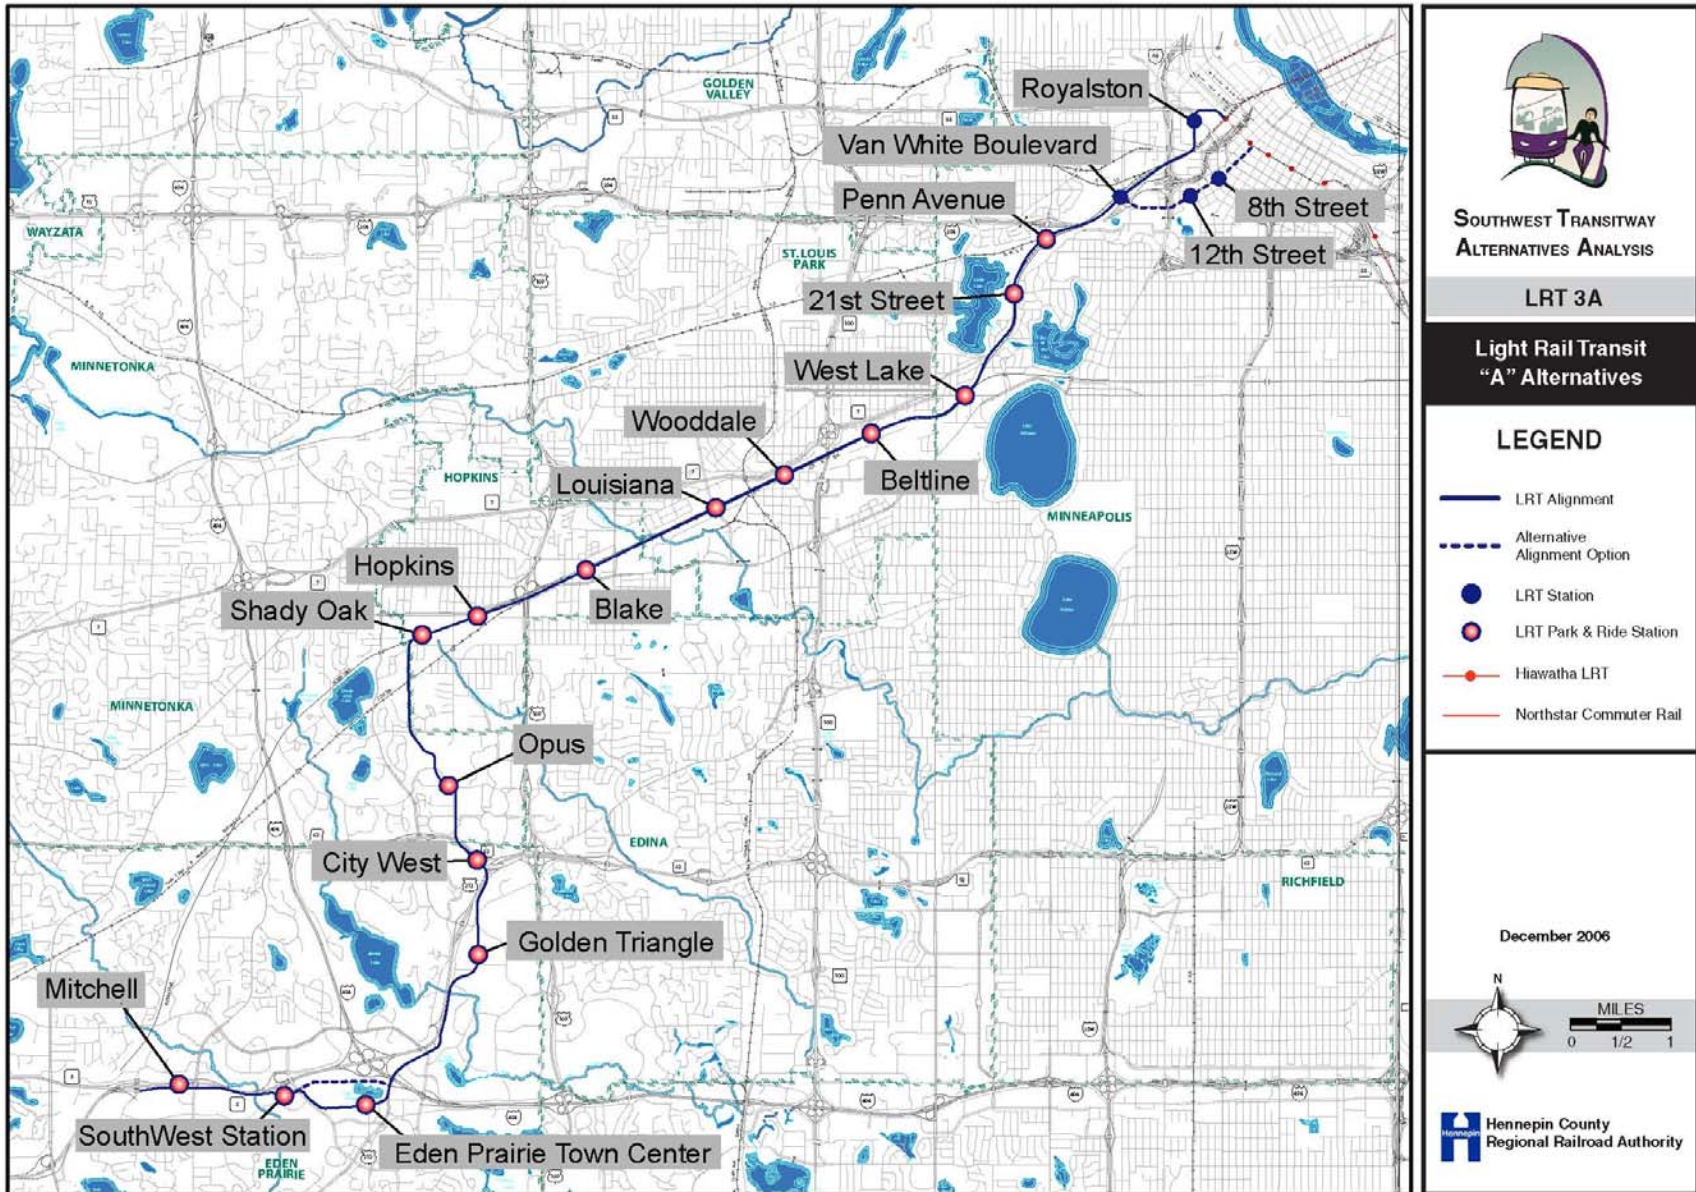 GOLDEN
VALLEY
Royalston
Van White Boulevard
Penn Avenue
8th Street
12th Street
WAYZATA
ST.LOUIS
PARK
21st Street
MINNETONKA
West Lake
Wooddale
Beltline
HOPKINS
Louisiana
MINNEAPOLIS
Hopkins
Blake
Shady Oak
MINNETONKA
Opus
EDINA
City West
RICHFIELD
Golden Triangle
Mitchell
SouthWest Station
Eden Prairie Town Center
EDEN
PRAIRIE
SOUTHWEST TRANSITWAY
ALTERNATIVES ANALYSIS
LRT 3A
Light Rail Transit
"A" Alternatives
LEGEND
LRT Alignment
Alternative
Alignment Option
LRT Station
LRT Park & Ride Station
Hiawatha LRT
Northstar Commuter Rail
December 2006
N
MILES
0 1/2 1
Hennepin
Hennepin County
Regional Railroad Authority